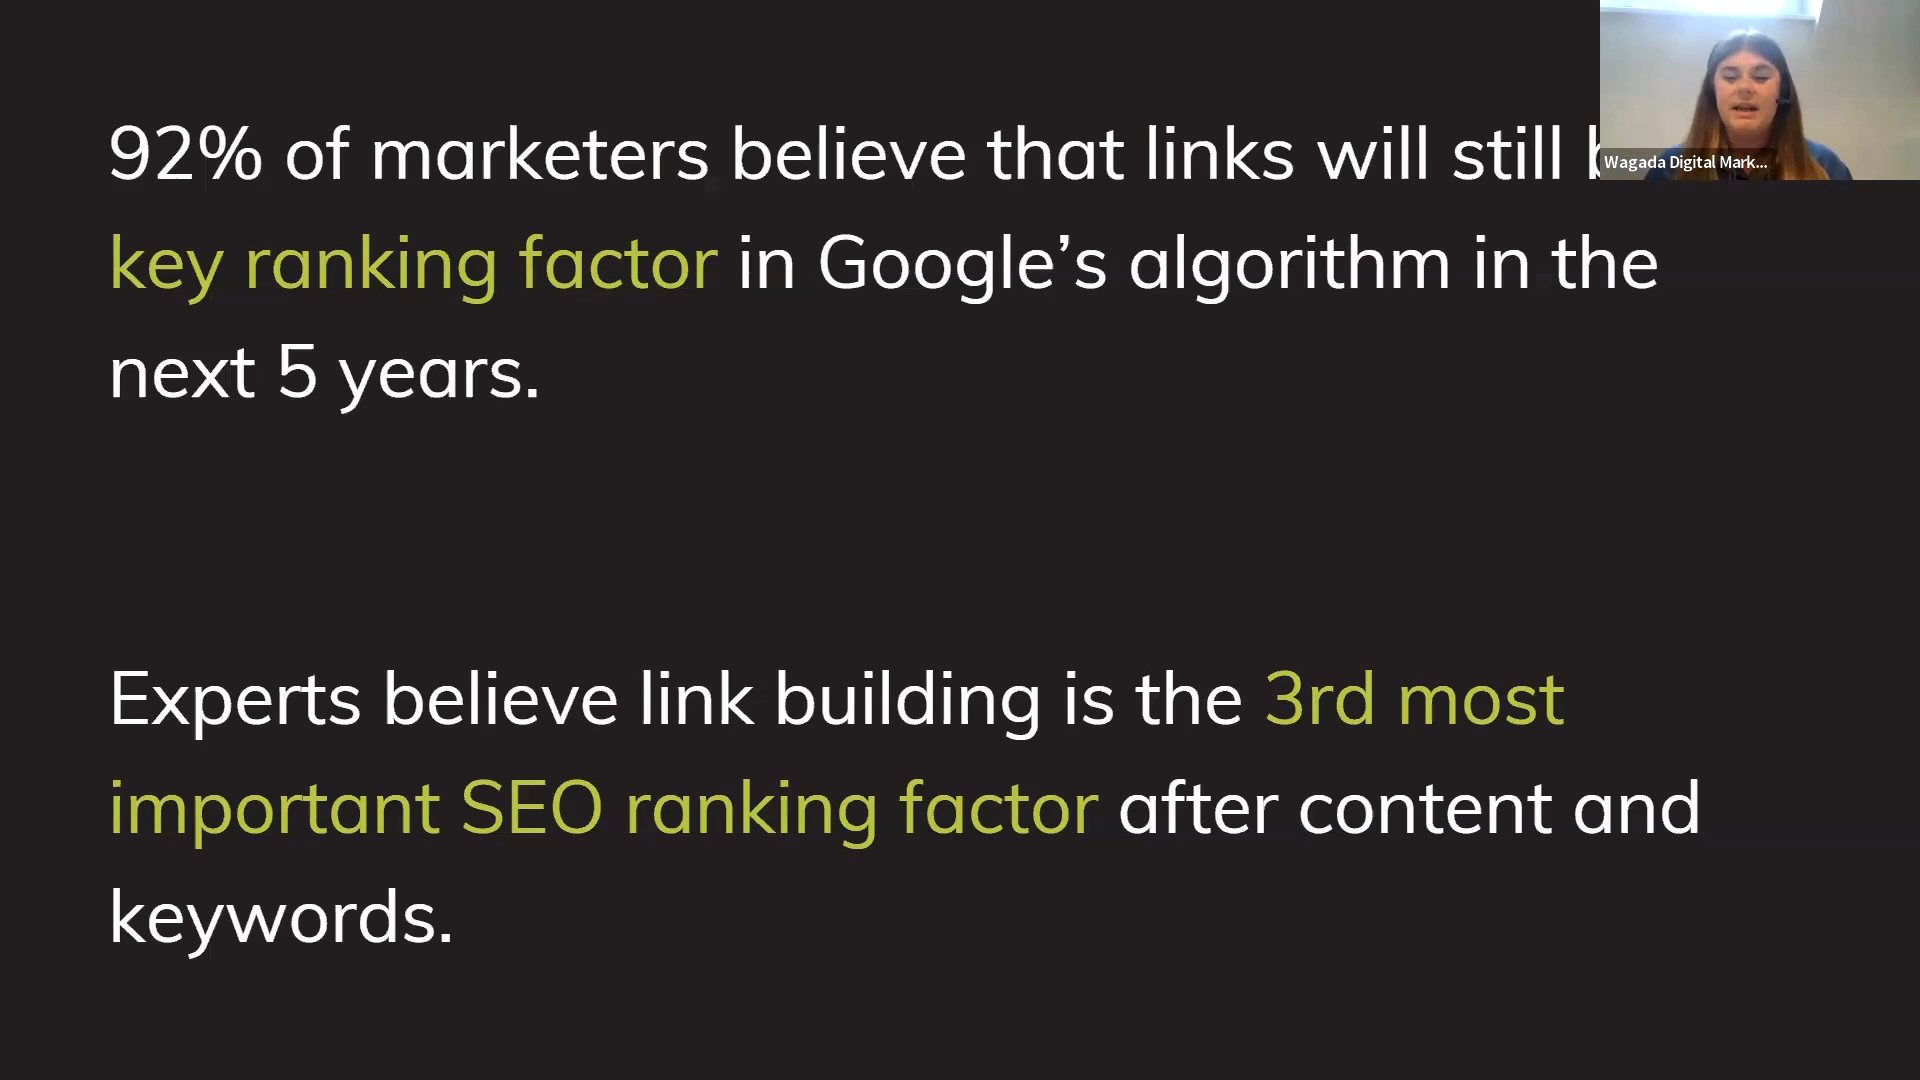 92% of marketers believe that links will still
key ranking factor in Google’s algorithm in the
next 5 years.
Experts believe link building is the 3rd most
important SEO ranking factor after content and
keywords.
Wagada Digital Mark...